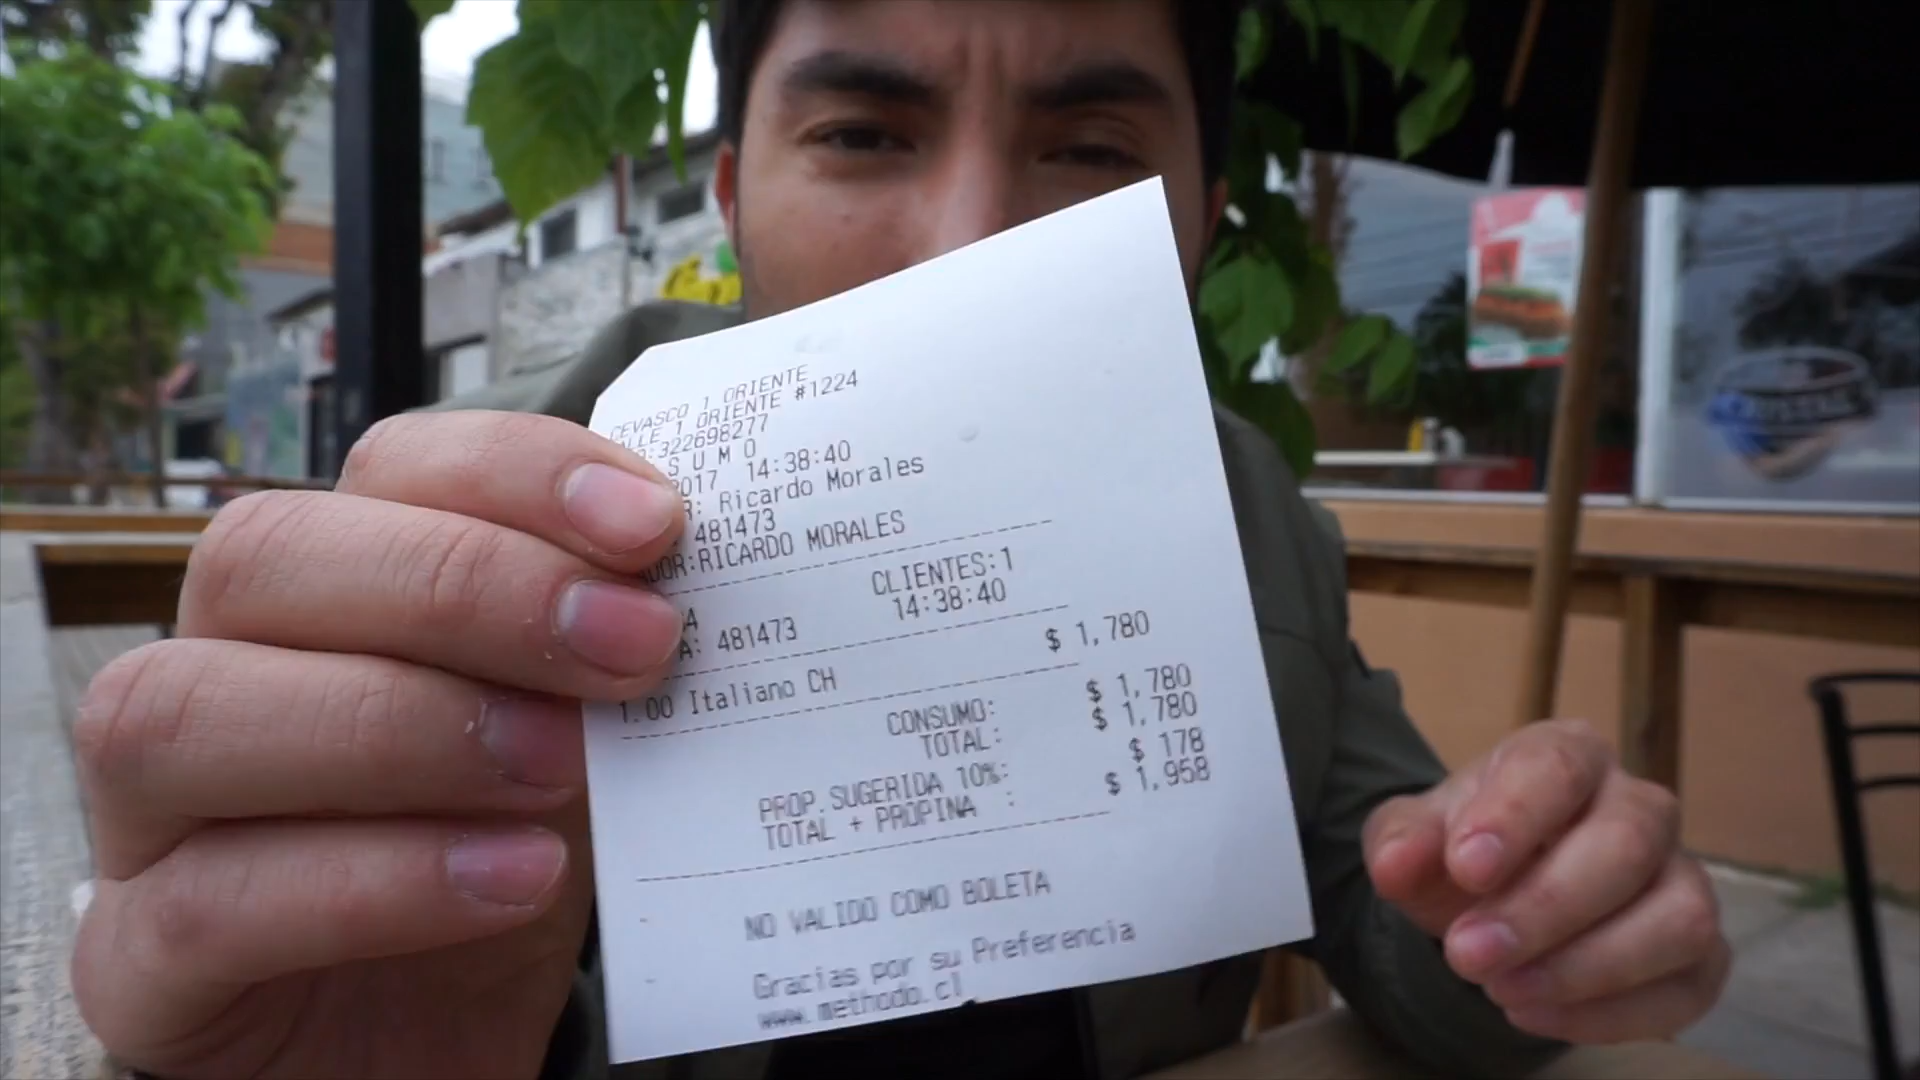 CEVASCO 1 ORIENTE
CALLE 1 ORIENTE #1224
:322698277
S U M O
2017 14:38:40
R: Ricardo Morales
481473
ADOR:RICARDO MORALES
CLIENTES:1
A: 481473 14:38:40
1.00 Italiano CH $ 1,780
CONSUMO: $ 1,780
TOTAL: $ 1,780
PROP.SUGERIDA 10%: $ 178
TOTAL + PROPINA : $ 1,958
NO VALIDO COMO BOLETA
Gracias por su Preferencia
www.methodo.cl